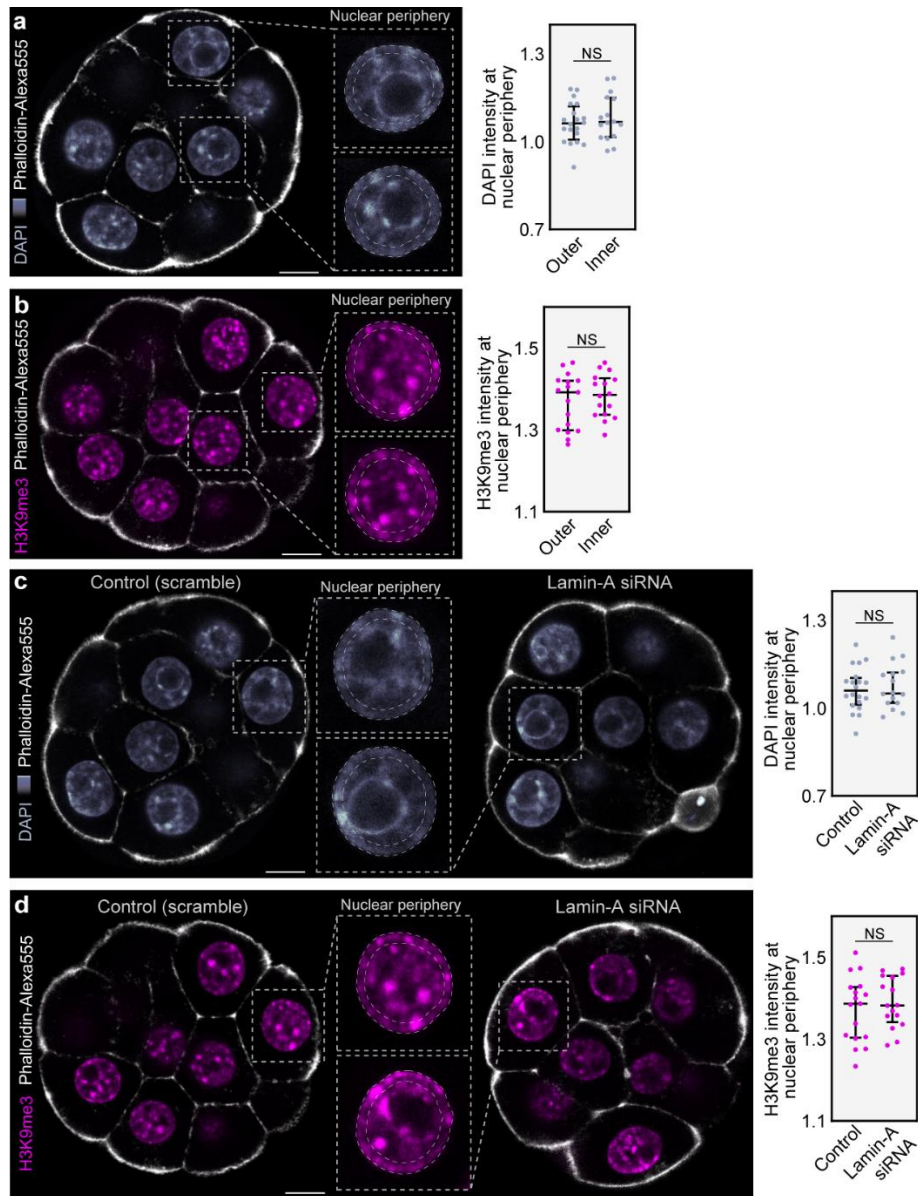 a
DAPI Phalloidin-Alexa555
Nuclear periphery
DAPI intensity at
nuclear periphery
1.3
1.0
0.7
NS
Outer
Inner
b
H3K9me3 Phalloidin-Alexa555
Nuclear periphery
H3K9me3 intensity at
nuclear periphery
1.5
1.3
1.1
NS
Outer
Inner
c
Control (scramble)
Nuclear periphery
Lamin-A siRNA
DAPI Phalloidin-Alexa555
DAPI intensity at
nuclear periphery
1.3
1.0
0.7
NS
Control
Lamin-A
siRNA
d
Control (scramble)
Nuclear periphery
Lamin-A siRNA
H3K9me3 Phalloidin-Alexa555
H3K9me3 intensity at
nuclear periphery
1.5
1.3
1.1
NS
Control
Lamin-A
siRNA